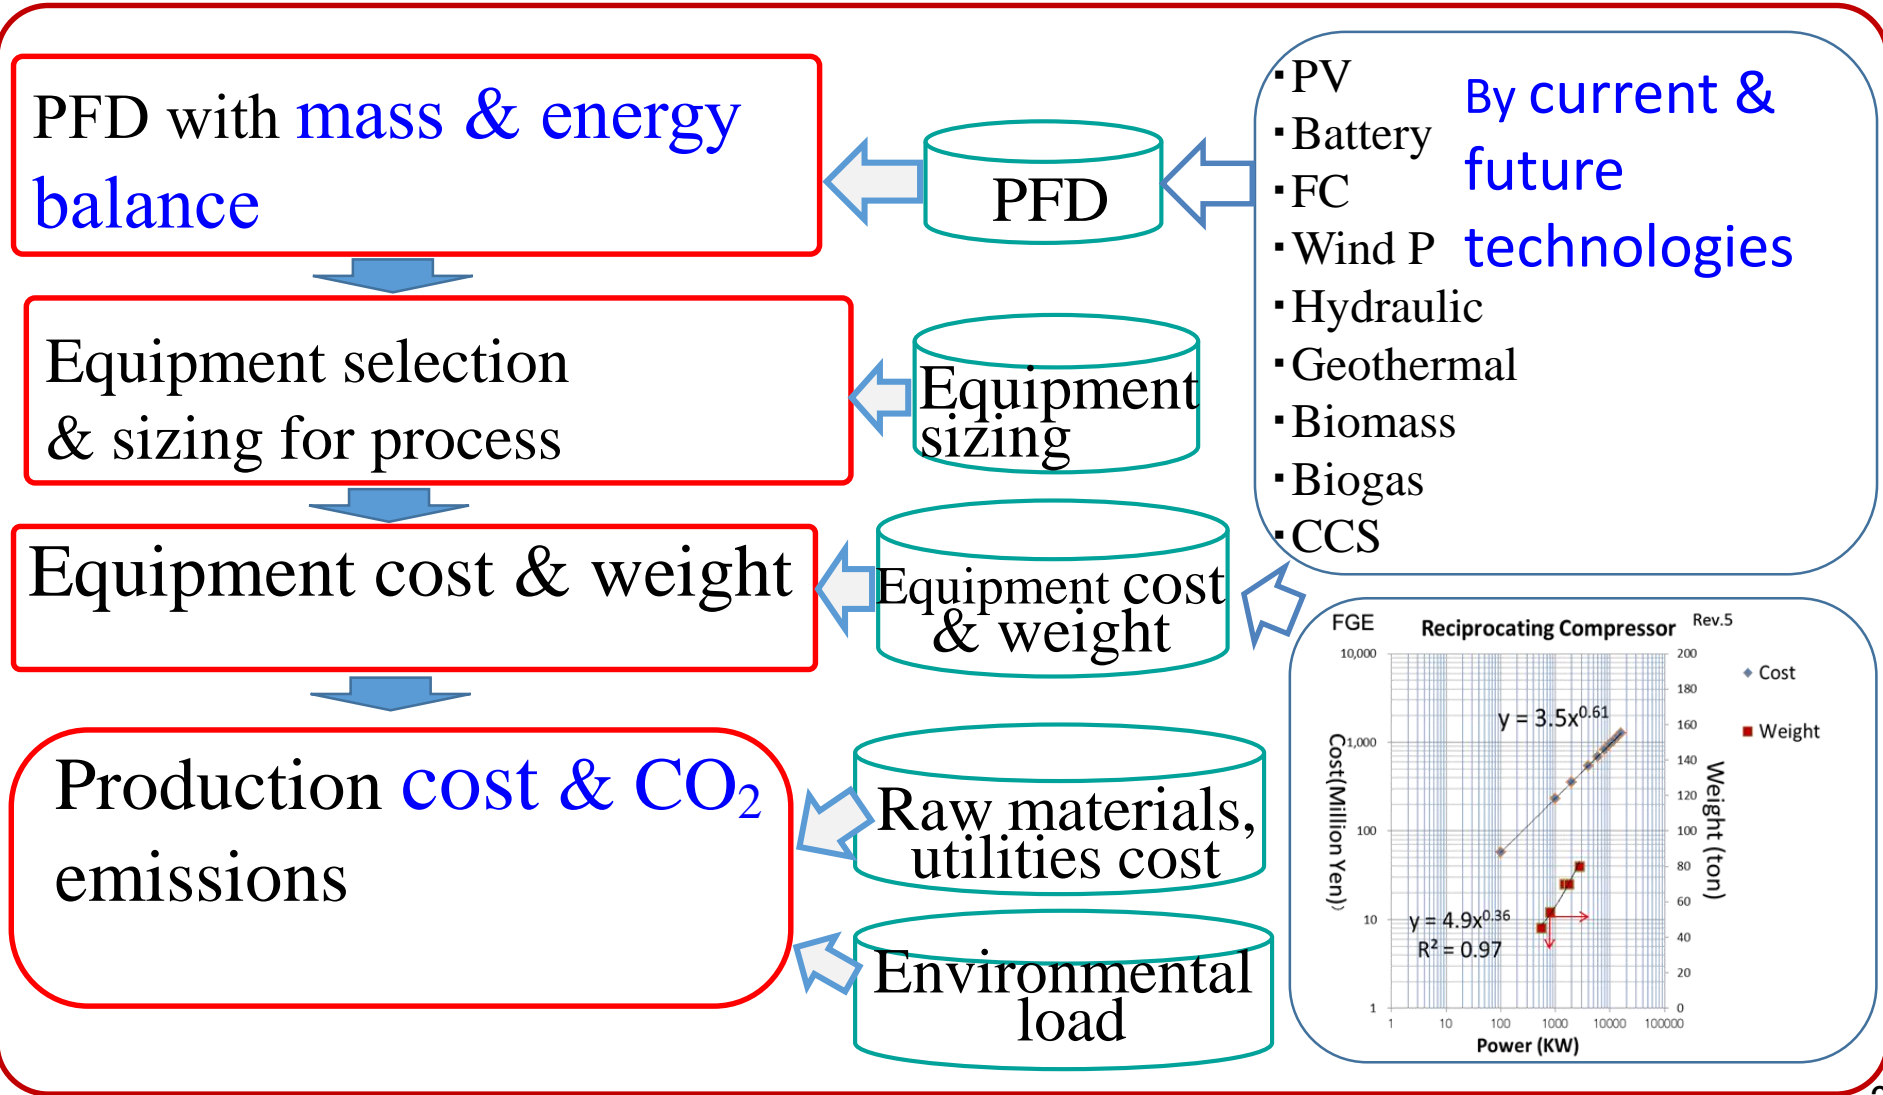 PFD with mass & energy
balance
PFD
・PV
・Battery
・FC
・Wind P
・Hydraulic
・Geothermal
・Biomass
・Biogas
・CCS
By current &
future
technologies
Equipment selection
& sizing for process
Equipment
sizing
Equipment cost & weight
Equipment cost
& weight
Production cost & CO₂
emissions
Raw materials,
utilities cost
Environmental
load
FGE
Reciprocating Compressor
Rev.5
10,000
1,000
100
10
1
Cost(Million Yen))
y = 3.5x^0.61
y = 4.9x^0.36
R² = 0.97
200
180
160
140
120
100
80
60
40
20
0
Weight (ton)
Cost
Weight
1 10 100 1000 10000 100000
Power (KW)